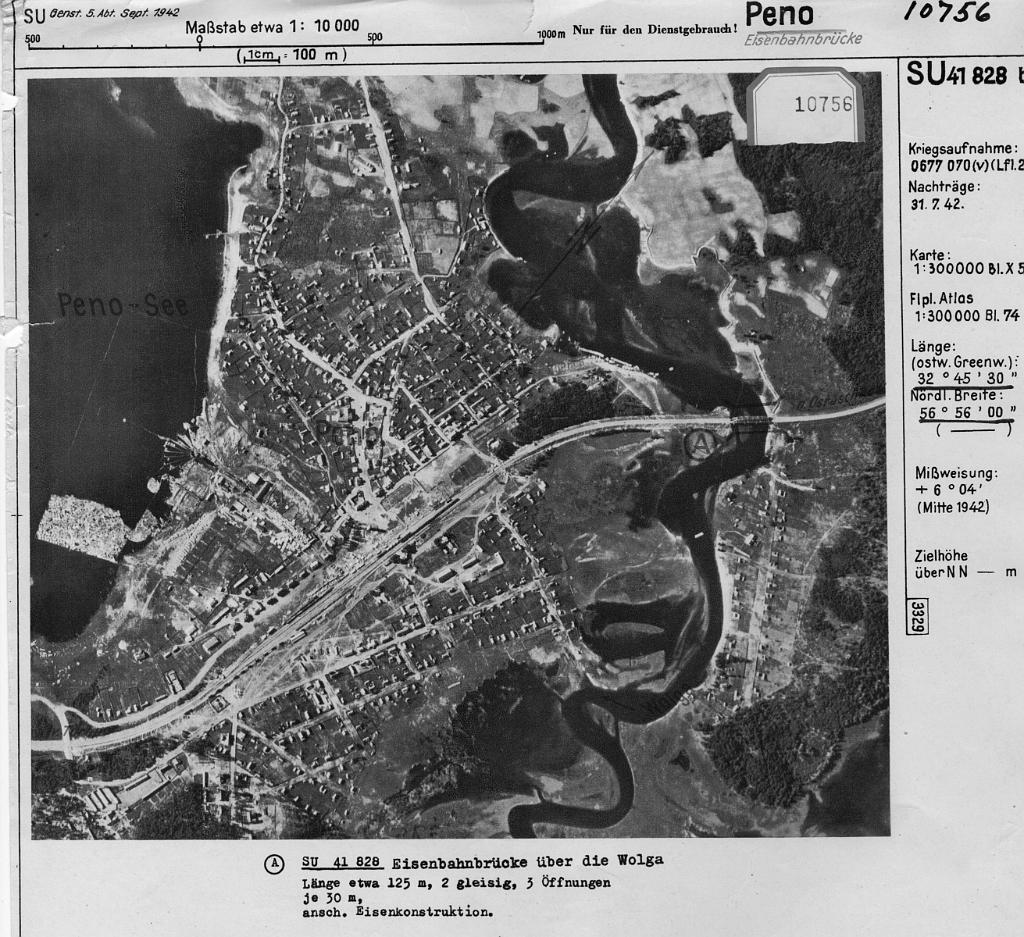 SU Genst. 5. Abt. Sept. 1942
Maßstab etwa 1: 10 000
500 0 500 1000m
(1cm = 100 m)
Nur für den Dienstgebrauch!
Peno
Eisenbahnbrücke
10756
10756
SU 41 828 b
Kriegsaufnahme:
0677 070(v)(Lfl.2
Nachträge:
31. 7. 42.
Karte:
1:300000 Bl. X 5
Flpl. Atlas
1:300000 Bl. 74
Länge:
(ostw. Greenw.):
32 ° 45 ' 30 "
Nördl. Breite:
56 ° 56 ' 00 "
( — )
Mißweisung:
+ 6 ° 04'
(Mitte 1942)
Zielhöhe
über NN — m
3329
Peno-See
Peno
n. Ostasch
A
A SU 41 828 Eisenbahnbrücke über die Wolga
Länge etwa 125 m, 2 gleisig, 3 Öffnungen
je 30 m,
ansch. Eisenkonstruktion.